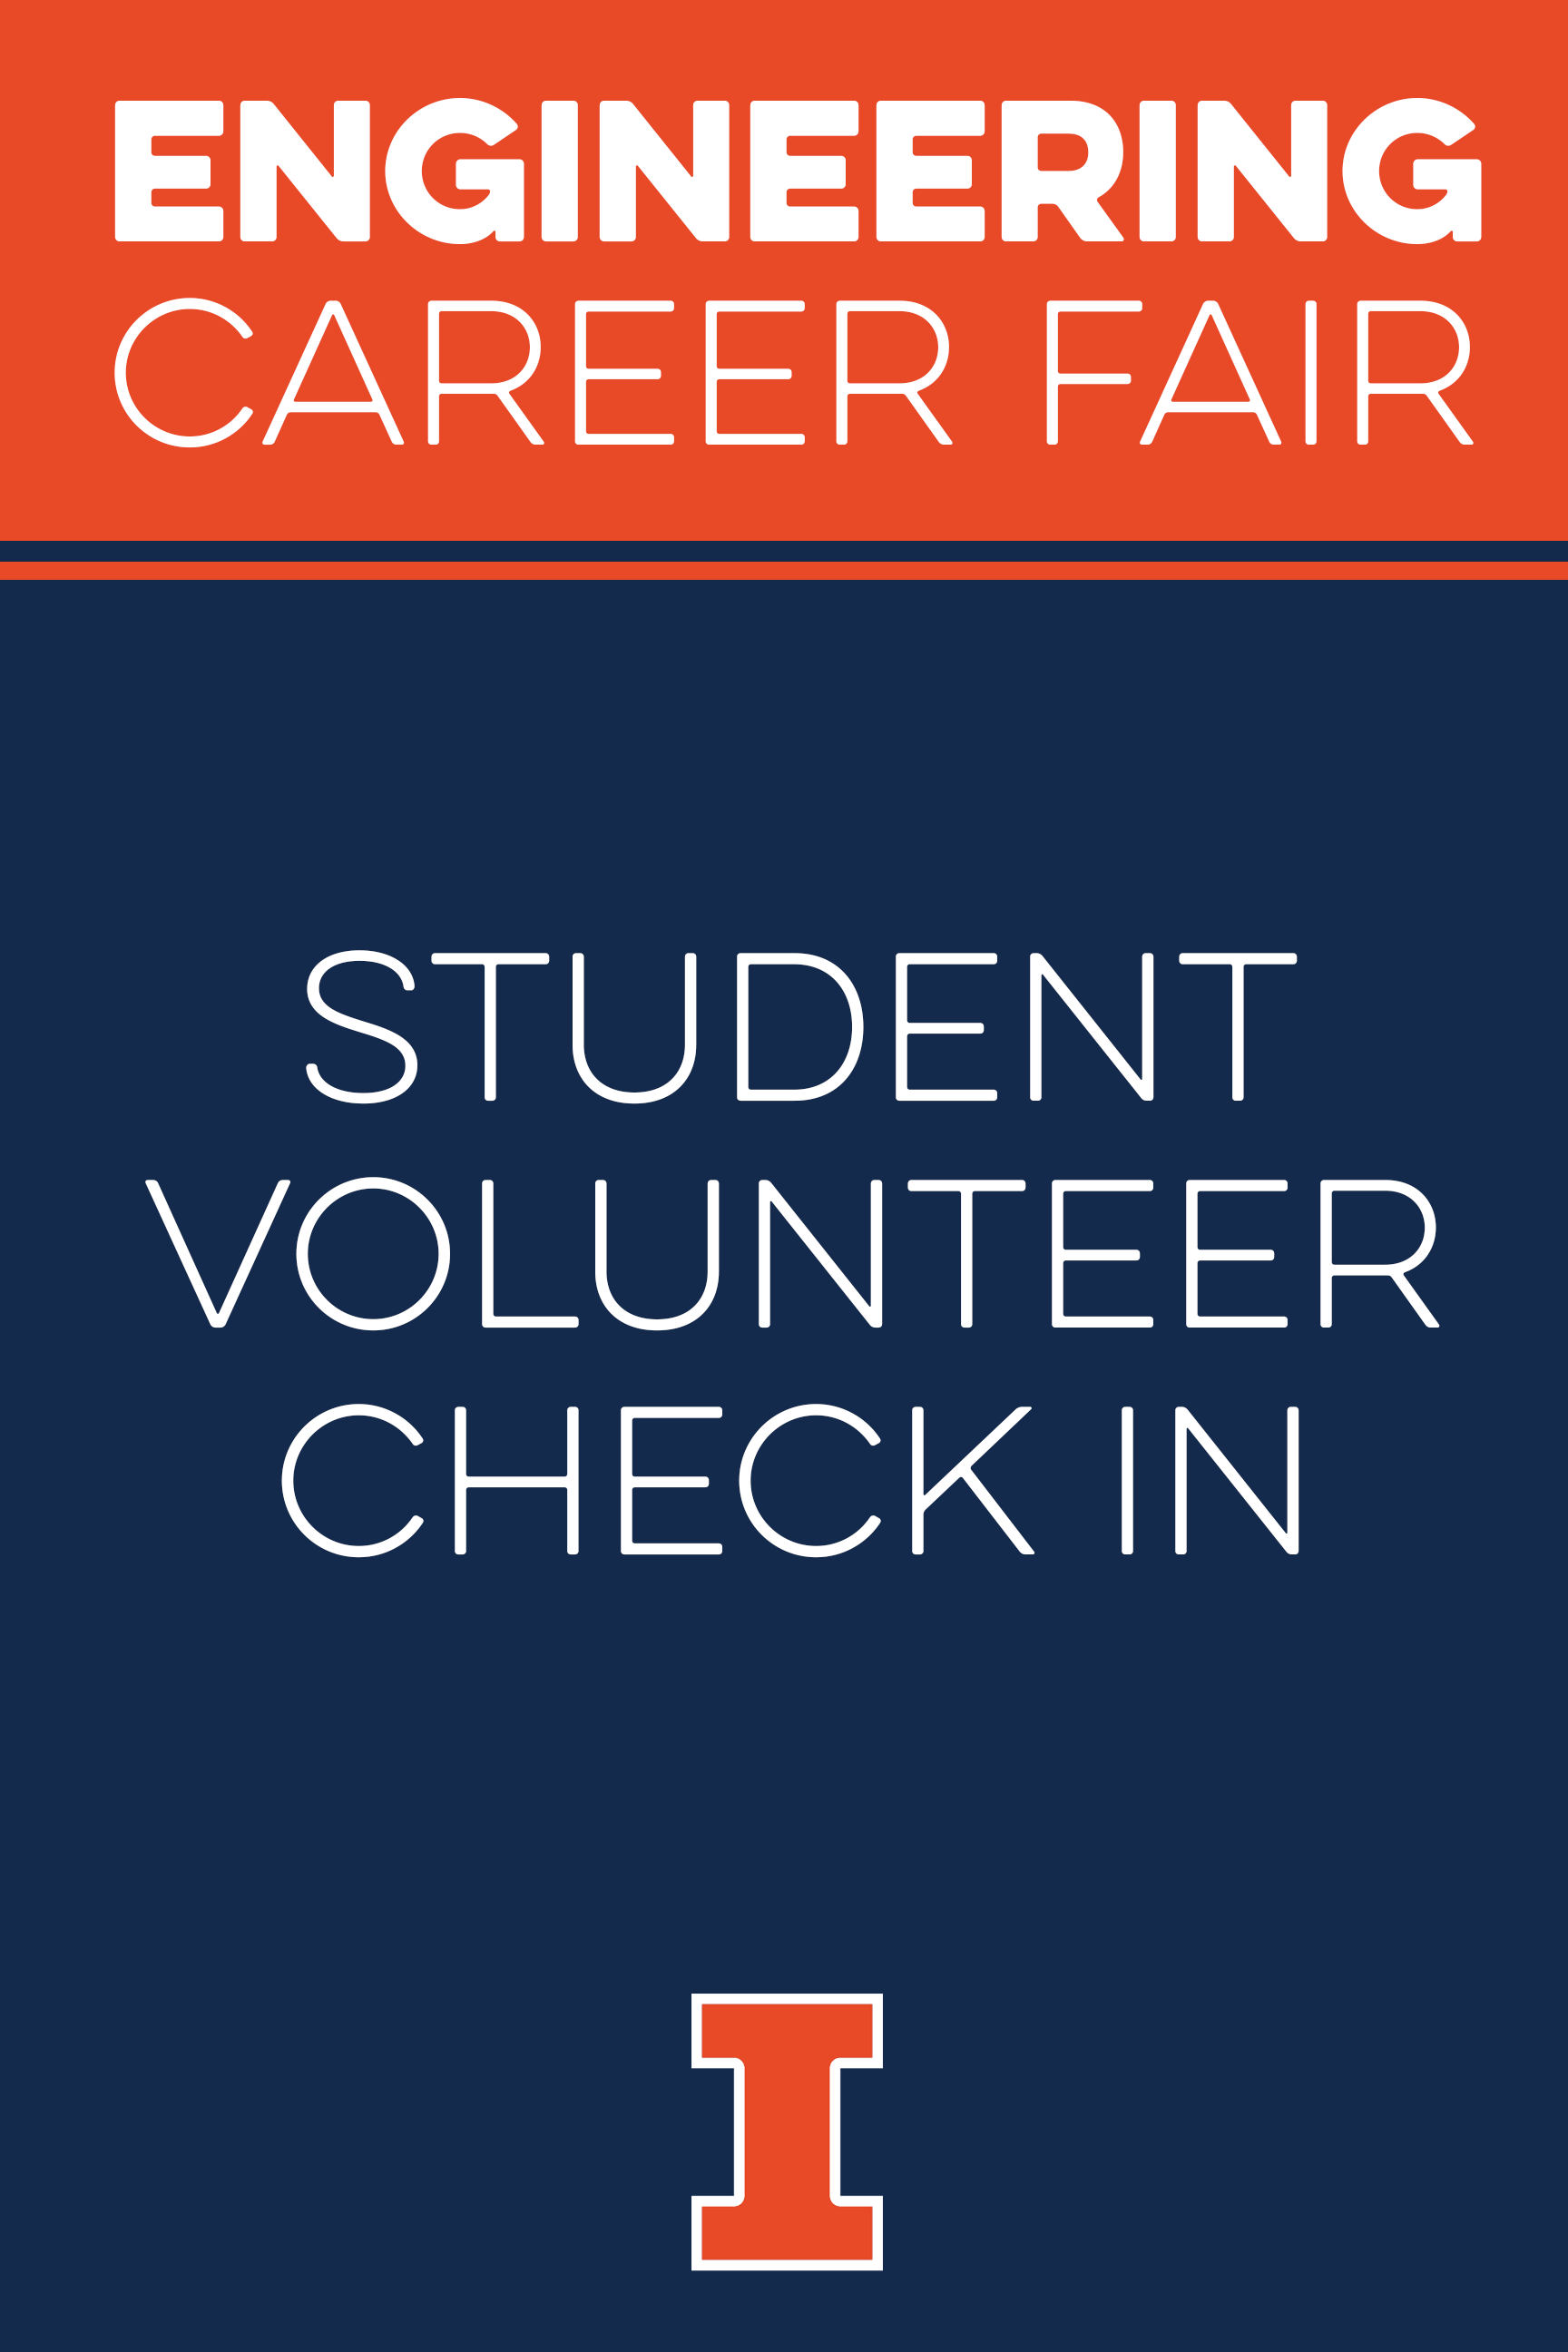 ENGINEERING
CAREER FAIR
STUDENT
VOLUNTEER
CHECK IN
I